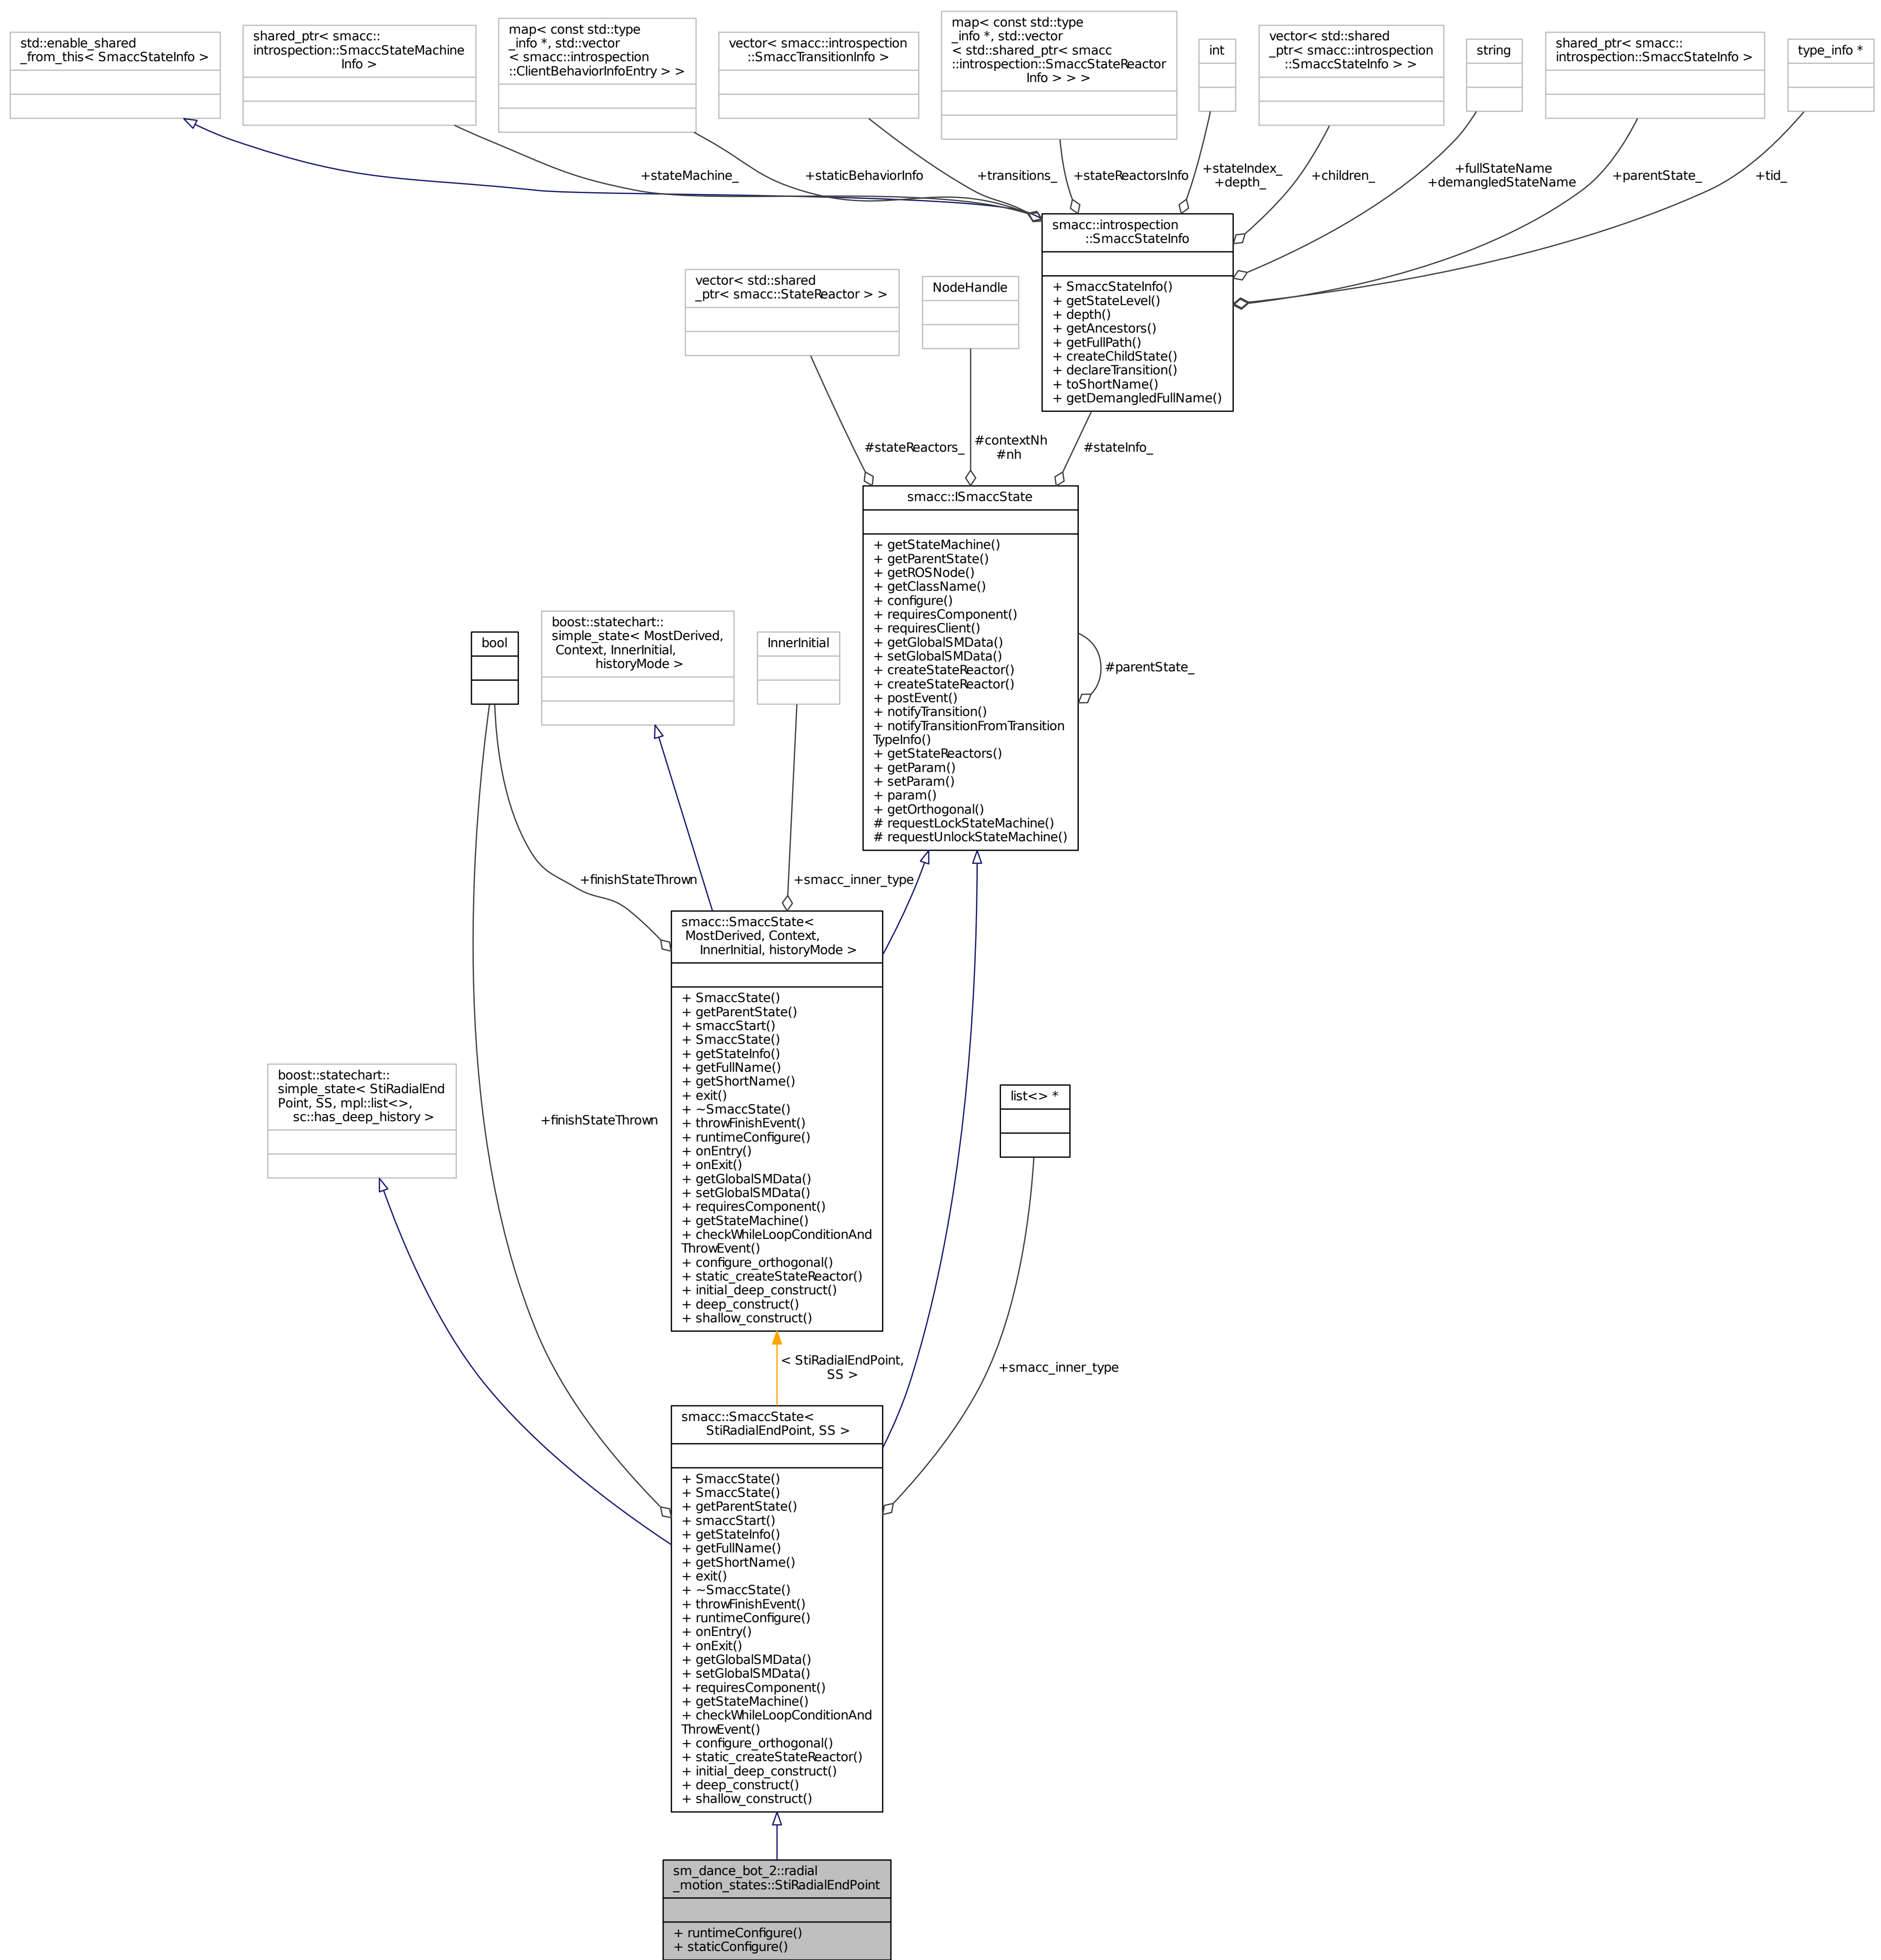 std::enable_shared
_from_this< SmaccStateInfo >
shared_ptr< smacc::
introspection::SmaccStateMachine
Info >
map< const std::type
_info *, std::vector
< smacc::introspection
::ClientBehaviorInfoEntry > >
vector< smacc::introspection
::SmaccTransitionInfo >
map< const std::type
_info *, std::vector
< std::shared_ptr< smacc
::introspection::SmaccStateReactor
Info > > >
int
vector< std::shared
_ptr< smacc::introspection
::SmaccStateInfo > >
string
shared_ptr< smacc::
introspection::SmaccStateInfo >
type_info *
+stateMachine_
+staticBehaviorInfo
+transitions_
+stateReactorsInfo
+stateIndex_
+depth_
+children_
+fullStateName
+demangledStateName
+parentState_
+tid_
smacc::introspection
::SmaccStateInfo
+ SmaccStateInfo()
+ getStateLevel()
+ depth()
+ getAncestors()
+ getFullPath()
+ createChildState()
+ declareTransition()
+ toShortName()
+ getDemangledFullName()
vector< std::shared
_ptr< smacc::StateReactor > >
NodeHandle
#stateReactors_
#contextNh
#nh
#stateInfo_
smacc::ISmaccState
+ getStateMachine()
+ getParentState()
+ getROSNode()
+ getClassName()
+ configure()
+ requiresComponent()
+ requiresClient()
+ getGlobalSMData()
+ setGlobalSMData()
+ createStateReactor()
+ createStateReactor()
+ postEvent()
+ notifyTransition()
+ notifyTransitionFromTransition
TypeInfo()
+ getStateReactors()
+ getParam()
+ setParam()
+ param()
+ getOrthogonal()
# requestLockStateMachine()
# requestUnlockStateMachine()
#parentState_
bool
boost::statechart::
simple_state< MostDerived,
Context, InnerInitial,
historyMode >
InnerInitial
+finishStateThrown
+smacc_inner_type
smacc::SmaccState<
MostDerived, Context,
InnerInitial, historyMode >
+ SmaccState()
+ getParentState()
+ smaccStart()
+ SmaccState()
+ getStateInfo()
+ getFullName()
+ getShortName()
+ exit()
+ ~SmaccState()
+ throwFinishEvent()
+ runtimeConfigure()
+ onEntry()
+ onExit()
+ getGlobalSMData()
+ setGlobalSMData()
+ requiresComponent()
+ getStateMachine()
+ checkWhileLoopConditionAnd
ThrowEvent()
+ configure_orthogonal()
+ static_createStateReactor()
+ initial_deep_construct()
+ deep_construct()
+ shallow_construct()
boost::statechart::
simple_state< StiRadialEnd
Point, SS, mpl::list<>,
sc::has_deep_history >
+finishStateThrown
list<> *
< StiRadialEndPoint,
SS >
+smacc_inner_type
smacc::SmaccState<
StiRadialEndPoint, SS >
+ SmaccState()
+ SmaccState()
+ getParentState()
+ smaccStart()
+ getStateInfo()
+ getFullName()
+ getShortName()
+ exit()
+ ~SmaccState()
+ throwFinishEvent()
+ runtimeConfigure()
+ onEntry()
+ onExit()
+ getGlobalSMData()
+ setGlobalSMData()
+ requiresComponent()
+ getStateMachine()
+ checkWhileLoopConditionAnd
ThrowEvent()
+ configure_orthogonal()
+ static_createStateReactor()
+ initial_deep_construct()
+ deep_construct()
+ shallow_construct()
sm_dance_bot_2::radial
_motion_states::StiRadialEndPoint
+ runtimeConfigure()
+ staticConfigure()